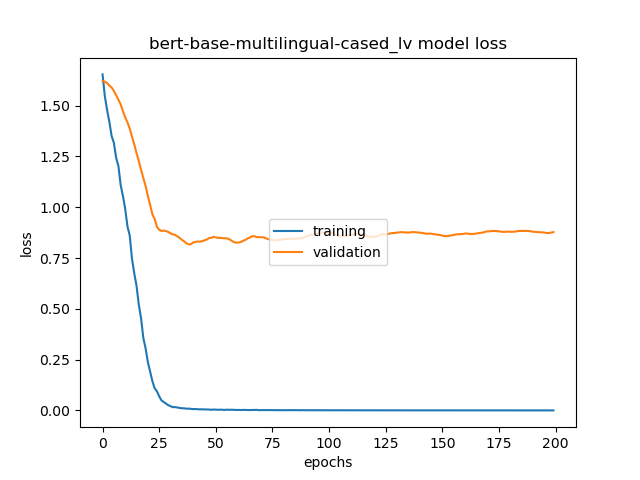 bert-base-multilingual-cased_lv model loss
loss
1.50
1.25
1.00
0.75
0.50
0.25
0.00
training
validation
0 25 50 75 100 125 150 175 200
epochs